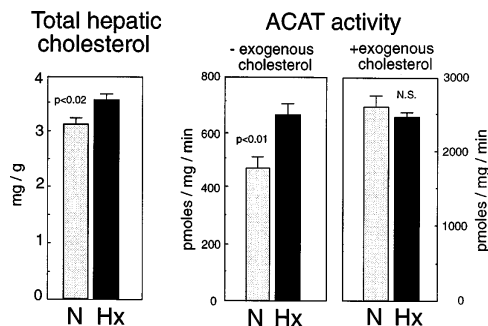 Total hepatic
cholesterol
mg / g
4
3
2
1
0
p<0.02
N Hx
ACAT activity
- exogenous
cholesterol
+exogenous
cholesterol
pmoles / mg / min
800
600
400
200
0
p<0.01
N Hx
N.S.
N Hx
3000
2000
1000
0
pmoles / mg / min